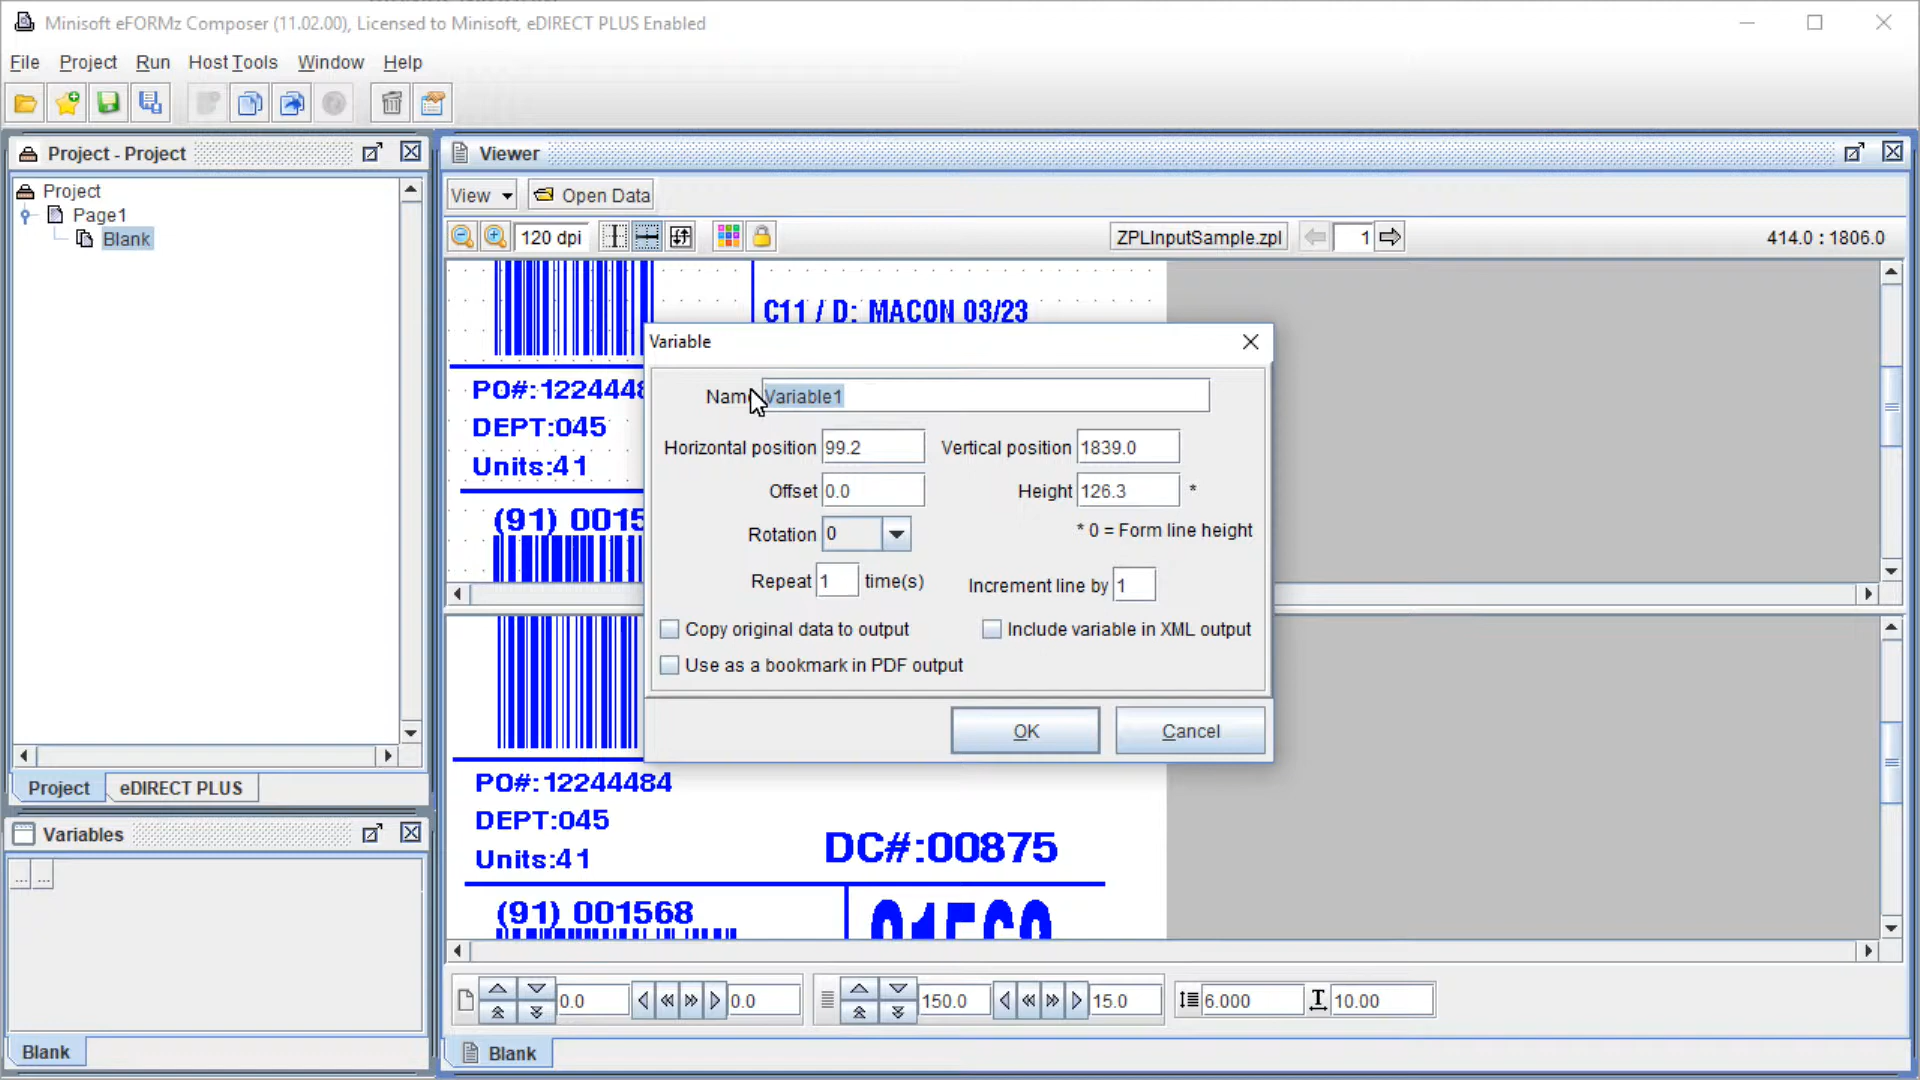 Minisoft eFORMz Composer (11.02.00), Licensed to Minisoft, eDIRECT PLUS Enabled
File Project Run Host Tools Window Help
Project - Project
Project
Page1
Blank
Project eDIRECT PLUS
Variables
... ...
Blank
Viewer
View Open Data
120 dpi ZPLInputSample.zpl 1 414.0 : 1806.0
C11 / D: MACON 03/23
PO#:1224448
DEPT:045
Units:41
(91) 0015
Variable
Name Variable1
Horizontal position 99.2 Vertical position 1839.0
Offset 0.0 Height 126.3 *
Rotation 0 * 0 = Form line height
Repeat 1 time(s) Increment line by 1
Copy original data to output Include variable in XML output
Use as a bookmark in PDF output
OK Cancel
PO#:12244484
DEPT:045
Units:41
DC#:00875
(91) 001568
0.0 0.0 150.0 15.0 6.000 10.00
Blank